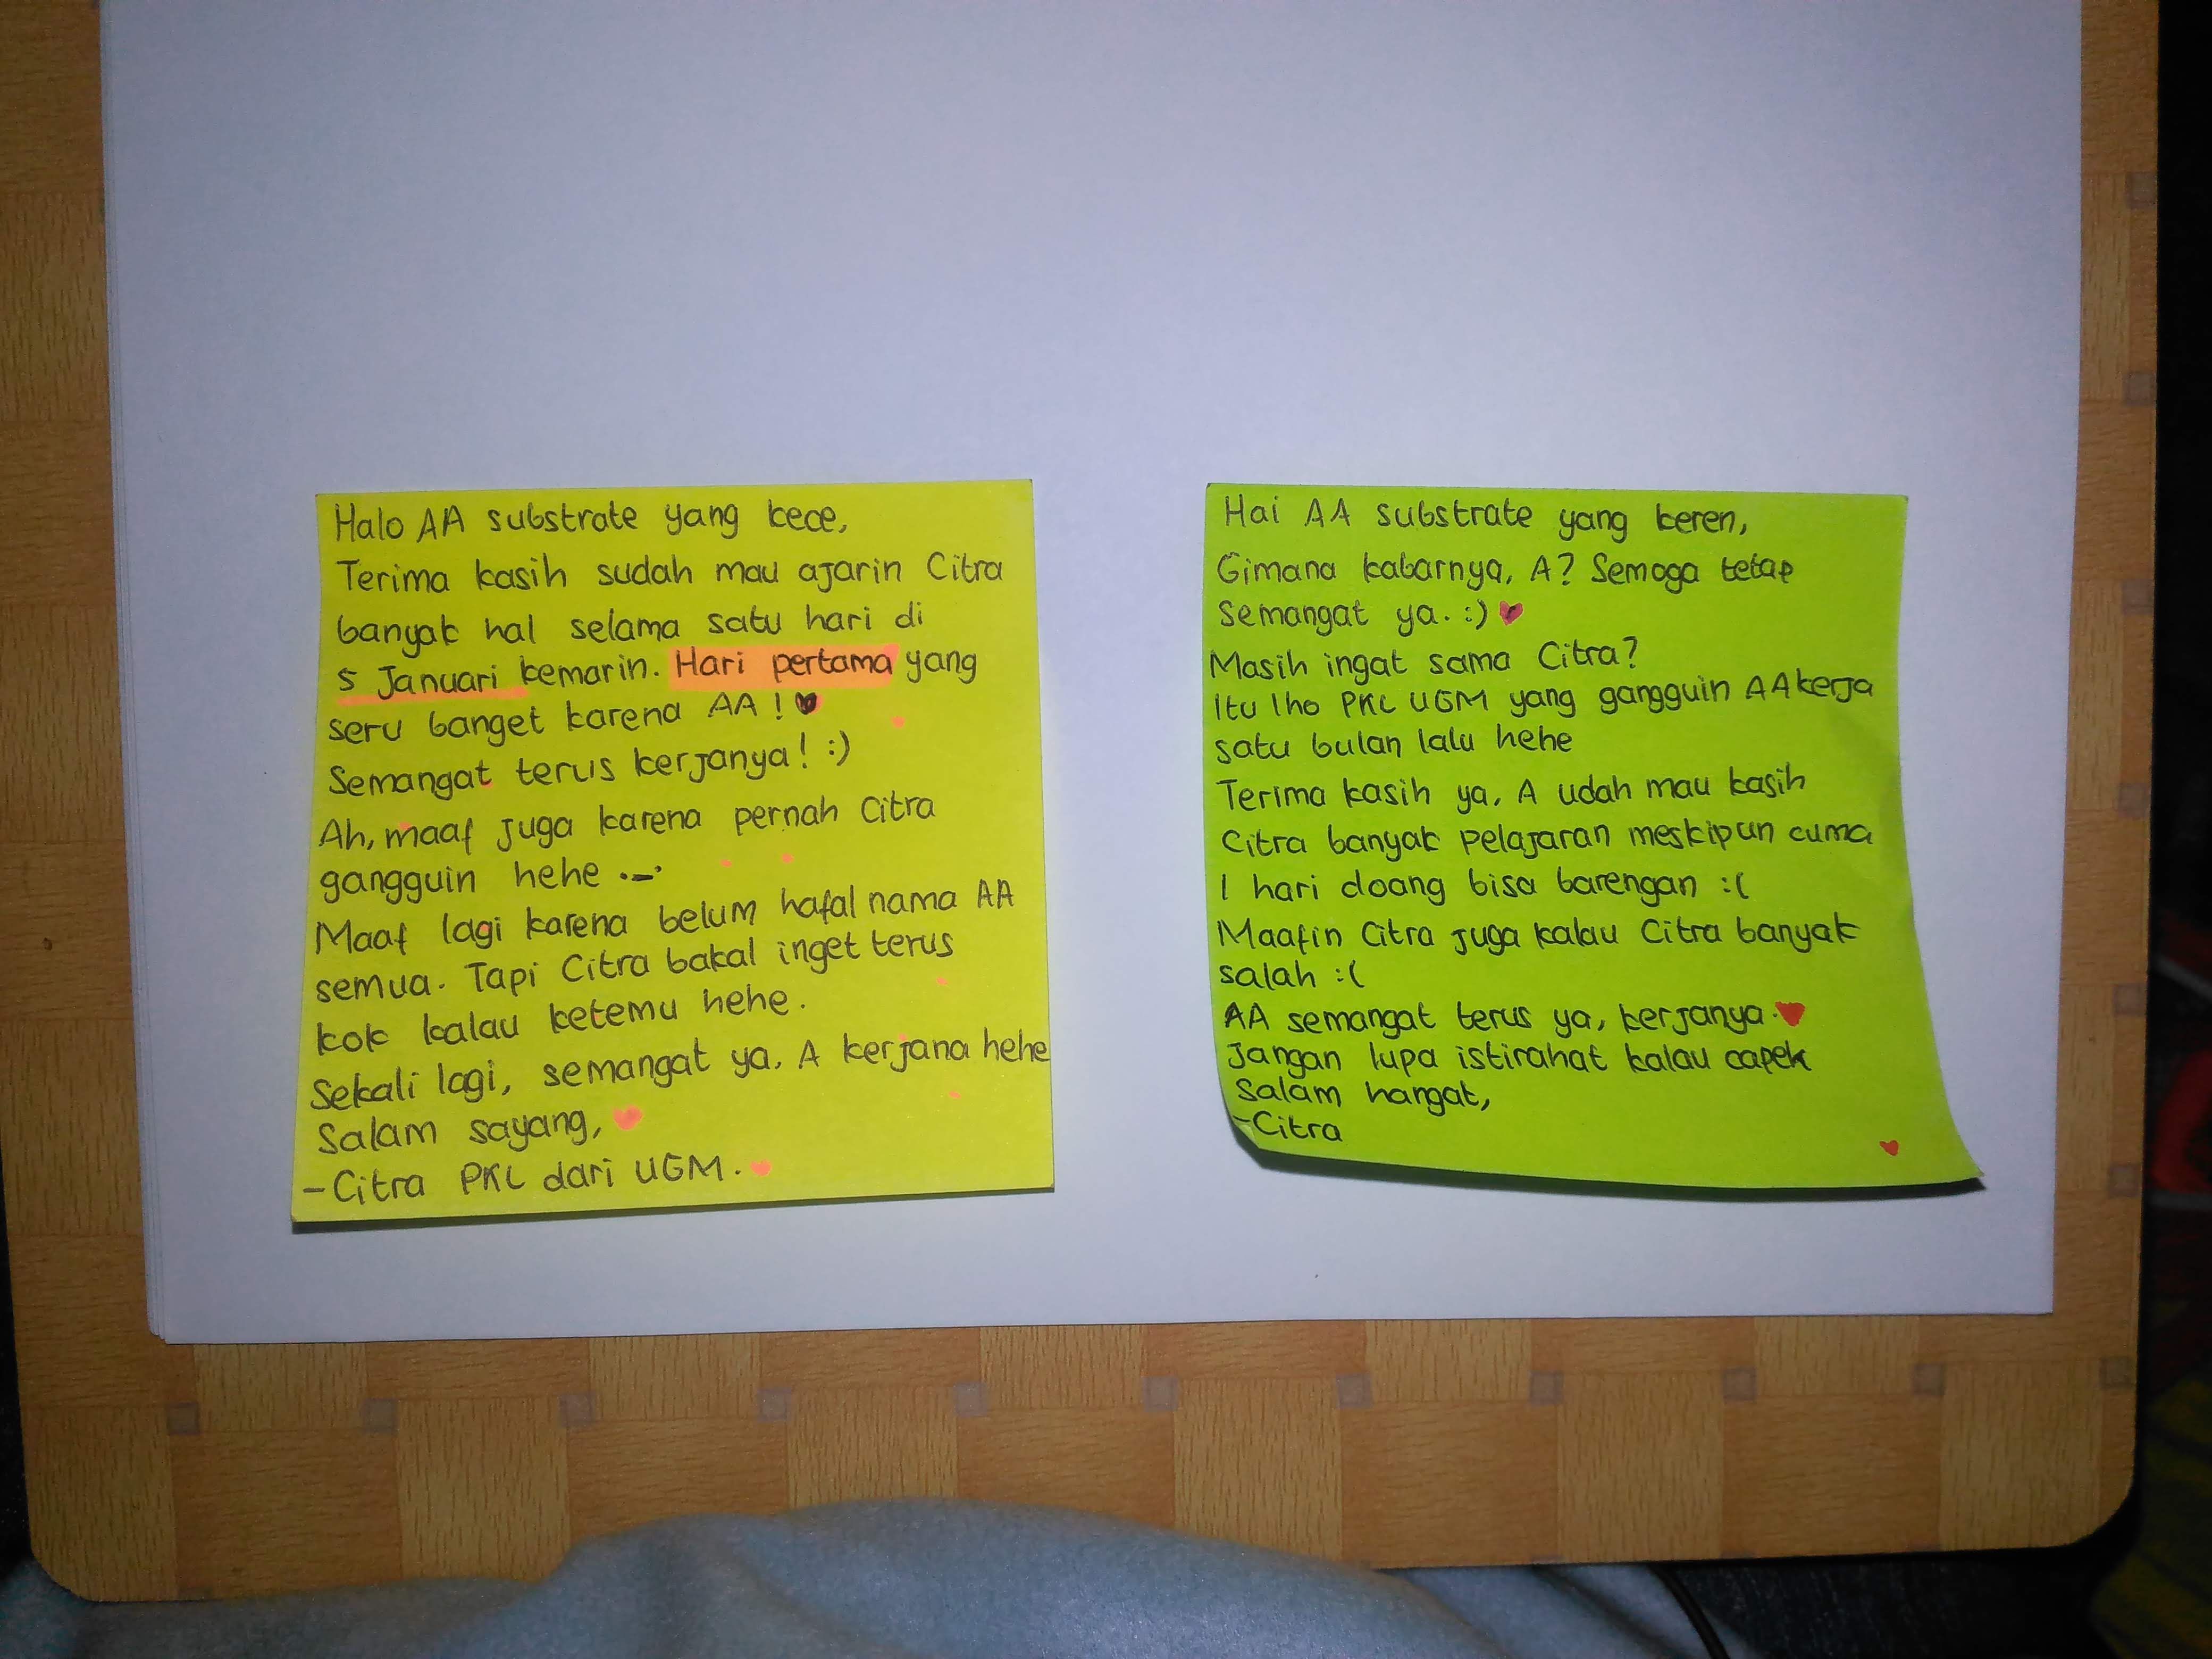 Halo AA substrate yang kece,
Terima kasih sudah mau ajarin Citra
banyak hal selama satu hari di
5 Januari kemarin. Hari pertama yang
seru banget karena AA! ♥
Semangat terus kerjanya! :)
Ah, maaf juga karena pernah Citra
gangguin hehe ._.
Maaf lagi karena belum hafal nama AA
semua. Tapi Citra bakal inget terus
kok kalau ketemu hehe.
Sekali lagi, semangat ya, A kerjana hehe
Salam sayang, ♥
-Citra PKL dari UGM. ♥
Hai AA substrate yang keren,
Gimana kabarnya, A? Semoga tetap
semangat ya. :) ♥
Masih ingat sama Citra?
Itu lho PKL UGM yang gangguin AA kerja
satu bulan lalu hehe
Terima kasih ya, A udah mau kasih
Citra banyak pelajaran meskipun cuma
1 hari doang bisa barengan :(
Maafin Citra juga kalau Citra banyak
salah :(
AA semangat terus ya, kerjanya. ♥
Jangan lupa istirahat kalau capek
Salam hangat,
-Citra